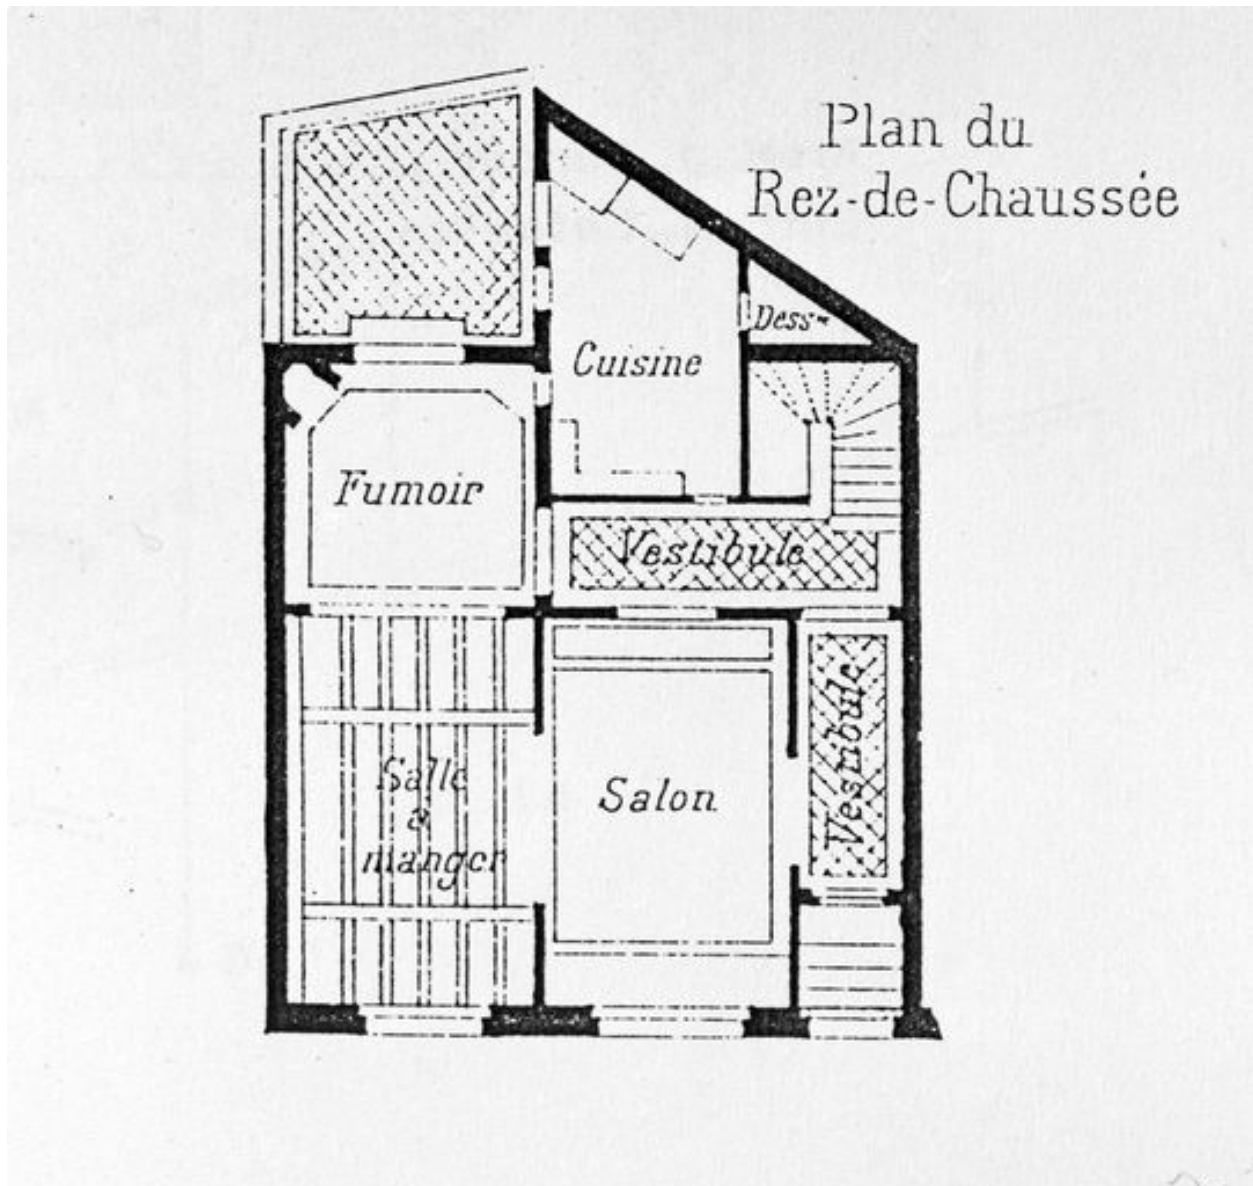 Plan du
Rez-de-Chaussée
Dess-
Cuisine
Fumoir
Vestibule
Vestibule
Salle
à
manger
Salon